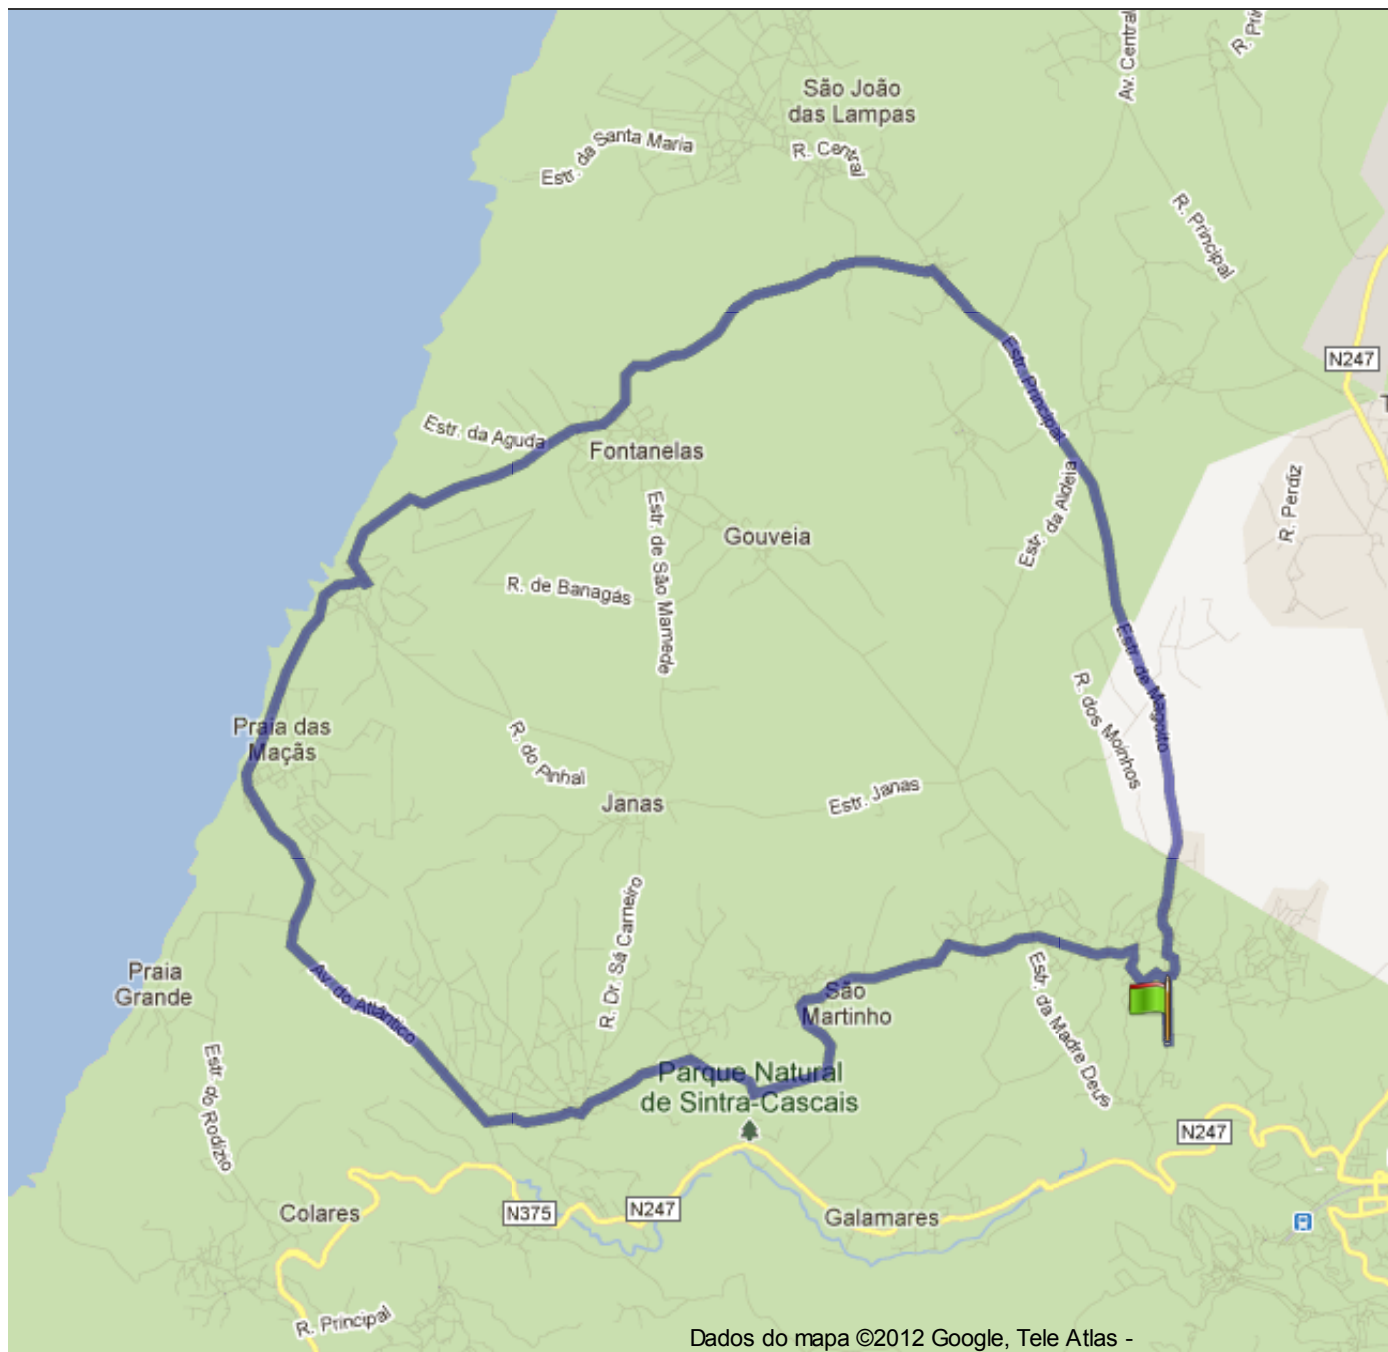 São João
das Lampas
Av. Central
Estr. da Santa Maria
R. Central
R. Principal
N247
Estr. Principal
Estr. da Aguda
Fontanelas
Estr. da Aldeia
R. Perdiz
Estr. de São Mamede
Gouveia
R. de Banagás
Estr. de Magoito
R. dos Moinhos
Praia das
Maçãs
R. do Pinhal
Janas
Estr. Janas
R. Dr. Sá Carneiro
Praia
Grande
Av. do Atlântico
São
Martinho
Estr. da Madre Deus
Estr. do Rodízio
Parque Natural
de Sintra-Cascais
N247
Colares
N375
N247
Galamares
R. Principal
Dados do mapa ©2012 Google, Tele Atlas -